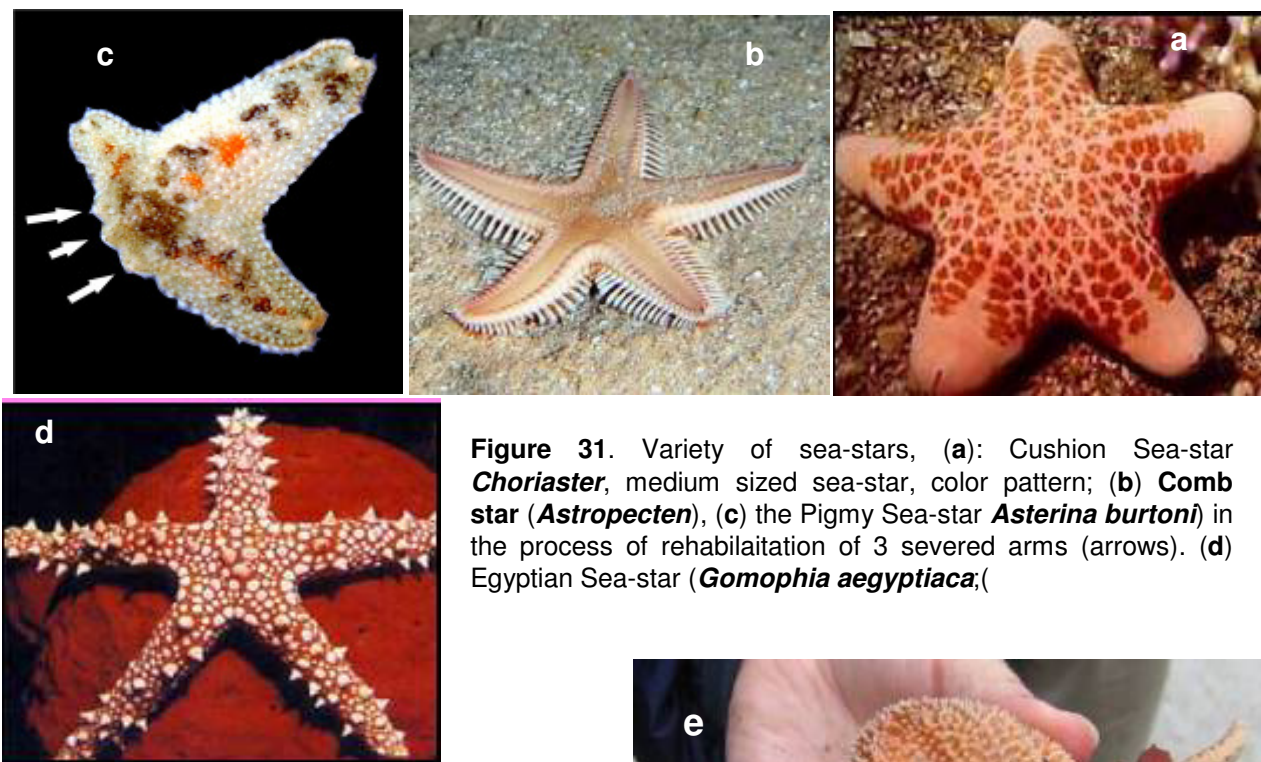 c
b
a
d
Figure 31. Variety of sea-stars, (a): Cushion Sea-star
Choriaster, medium sized sea-star, color pattern; (b) Comb
star (Astropecten), (c) the Pigmy Sea-star Asterina burtoni) in
the process of rehabilaitation of 3 severed arms (arrows). (d)
Egyptian Sea-star (Gomophia aegyptiaca;(
e